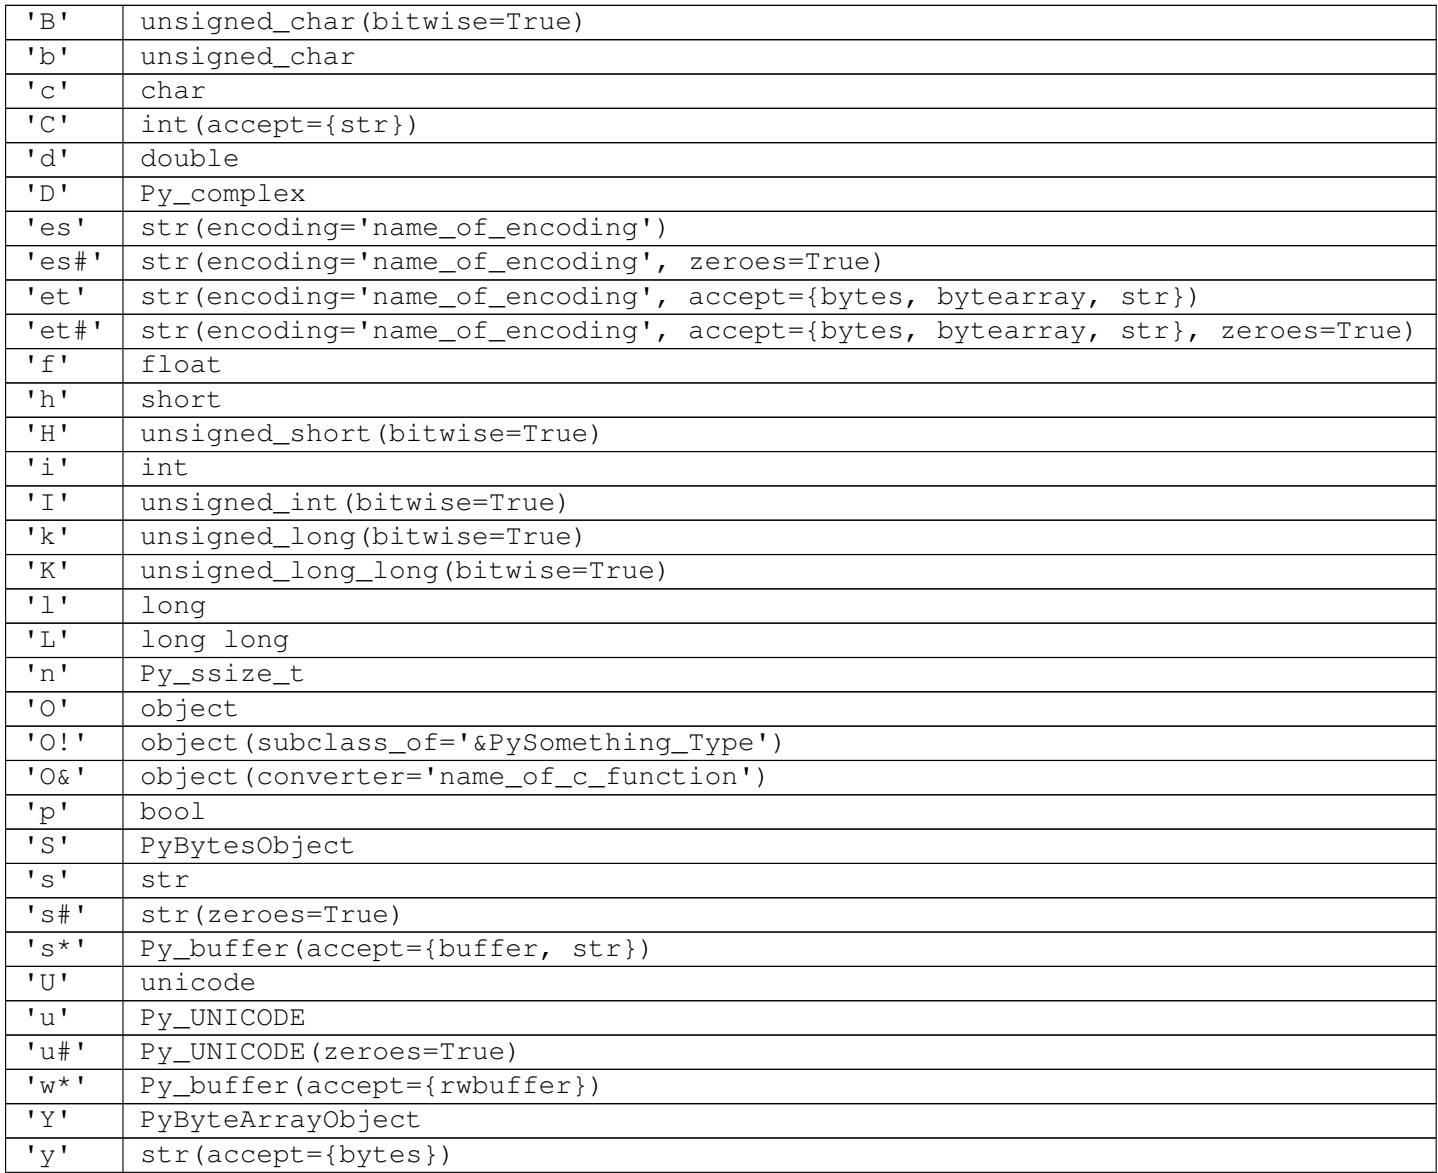 'B' unsigned_char(bitwise=True)
'b' unsigned_char
'c' char
'C' int(accept={str})
'd' double
'D' Py_complex
'es' str(encoding='name_of_encoding')
'es#' str(encoding='name_of_encoding', zeroes=True)
'et' str(encoding='name_of_encoding', accept={bytes, bytearray, str})
'et#' str(encoding='name_of_encoding', accept={bytes, bytearray, str}, zeroes=True)
'f' float
'h' short
'H' unsigned_short(bitwise=True)
'i' int
'I' unsigned_int(bitwise=True)
'k' unsigned_long(bitwise=True)
'K' unsigned_long_long(bitwise=True)
'l' long
'L' long long
'n' Py_ssize_t
'O' object
'O!' object(subclass_of='&PySomething_Type')
'O&' object(converter='name_of_c_function')
'p' bool
'S' PyBytesObject
's' str
's#' str(zeroes=True)
's*' Py_buffer(accept={buffer, str})
'U' unicode
'u' Py_UNICODE
'u#' Py_UNICODE(zeroes=True)
'w*' Py_buffer(accept={rwbuffer})
'Y' PyByteArrayObject
'y' str(accept={bytes})